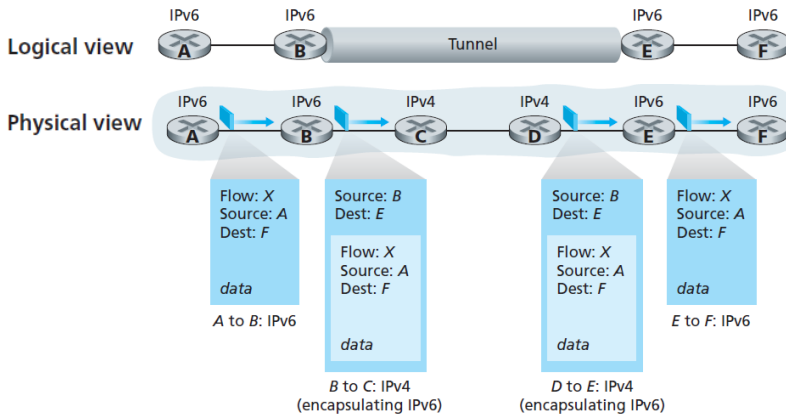 IPv6 IPv6 IPv6 IPv6
Logical view A B Tunnel E F
IPv6 IPv6 IPv4 IPv4 IPv6 IPv6
Physical view A B C D E F
Flow: X
Source: A
Dest: F
data
A to B: IPv6
Source: B
Dest: E
Flow: X
Source: A
Dest: F
data
B to C: IPv4
(encapsulating IPv6)
Source: B
Dest: E
Flow: X
Source: A
Dest: F
data
D to E: IPv4
(encapsulating IPv6)
Flow: X
Source: A
Dest: F
data
E to F: IPv6